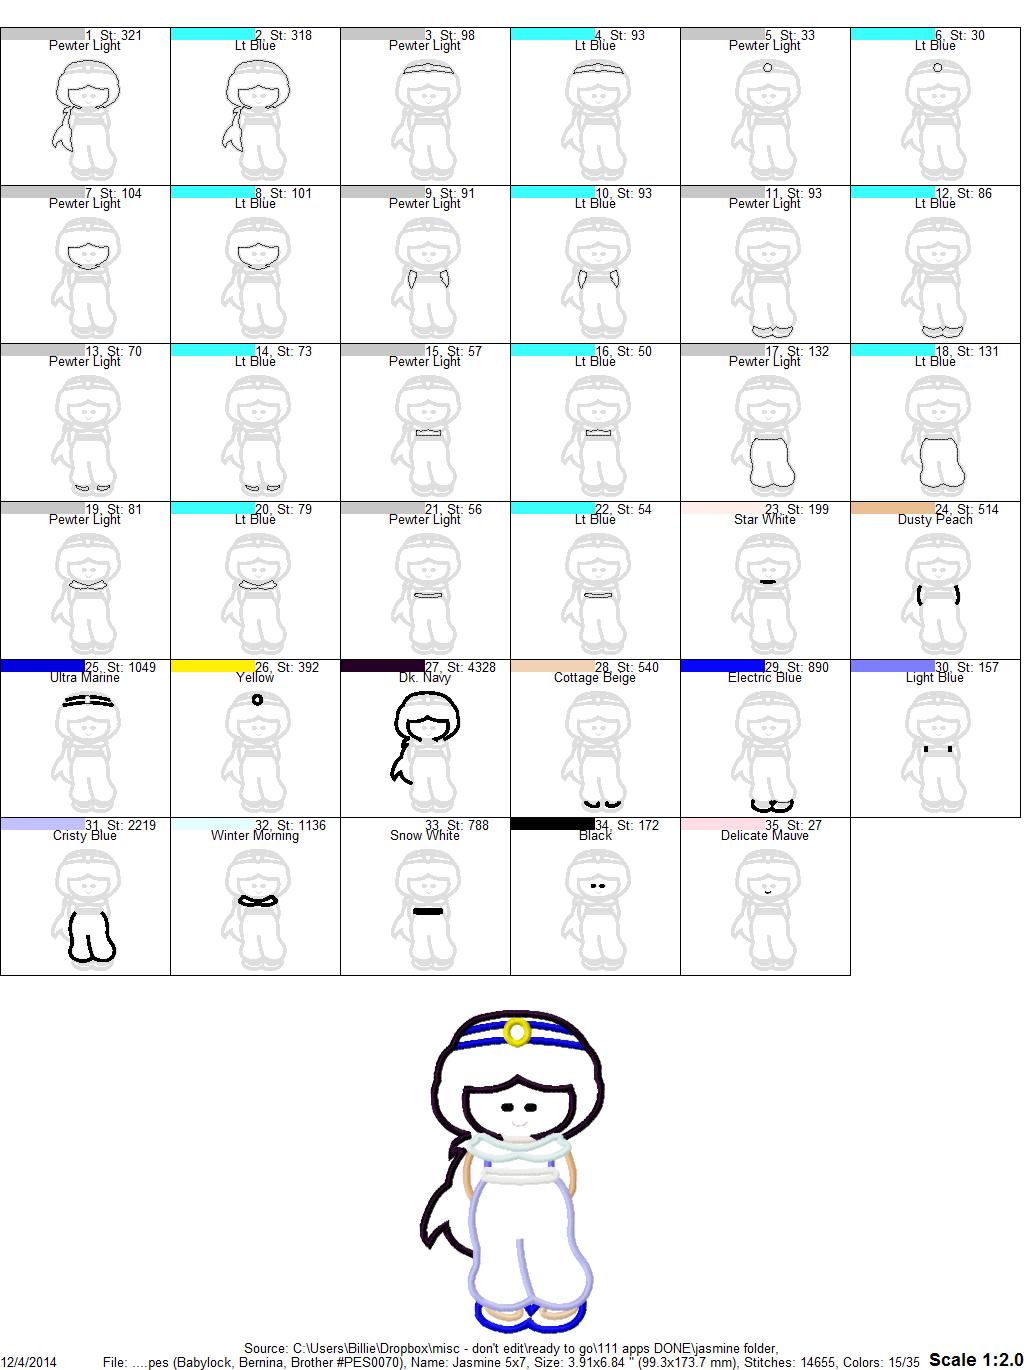 1, St: 321 2, St: 318 3, St: 98 4, St: 93 5, St: 33 6, St: 30
Pewter Light Lt Blue Pewter Light Lt Blue Pewter Light Lt Blue
7, St: 104 8, St: 101 9, St: 91 10, St: 93 11, St: 93 12, St: 86
Pewter Light Lt Blue Pewter Light Lt Blue Pewter Light Lt Blue
13, St: 70 14, St: 73 15, St: 57 16, St: 50 17, St: 132 18, St: 131
Pewter Light Lt Blue Pewter Light Lt Blue Pewter Light Lt Blue
19, St: 81 20, St: 79 21, St: 56 22, St: 54 23, St: 199 24, St: 514
Pewter Light Lt Blue Pewter Light Lt Blue Star White Dusty Peach
25, St: 1049 26, St: 392 27, St: 4328 28, St: 540 29, St: 890 30, St: 157
Ultra Marine Yellow Dk. Navy Cottage Beige Electric Blue Light Blue
31, St: 2219 32, St: 1136 33, St: 788 34, St: 172 35, St: 27
Cristy Blue Winter Morning Snow White Black Delicate Mauve
Source: C:\Users\Billie\Dropbox\misc - don't edit\ready to go\111 apps DONE\jasmine folder,
12/4/2014 File: ....pes (Babylock, Bernina, Brother #PES0070), Name: Jasmine 5x7, Size: 3.91x6.84 " (99.3x173.7 mm), Stitches: 14655, Colors: 15/35 Scale 1:2.0